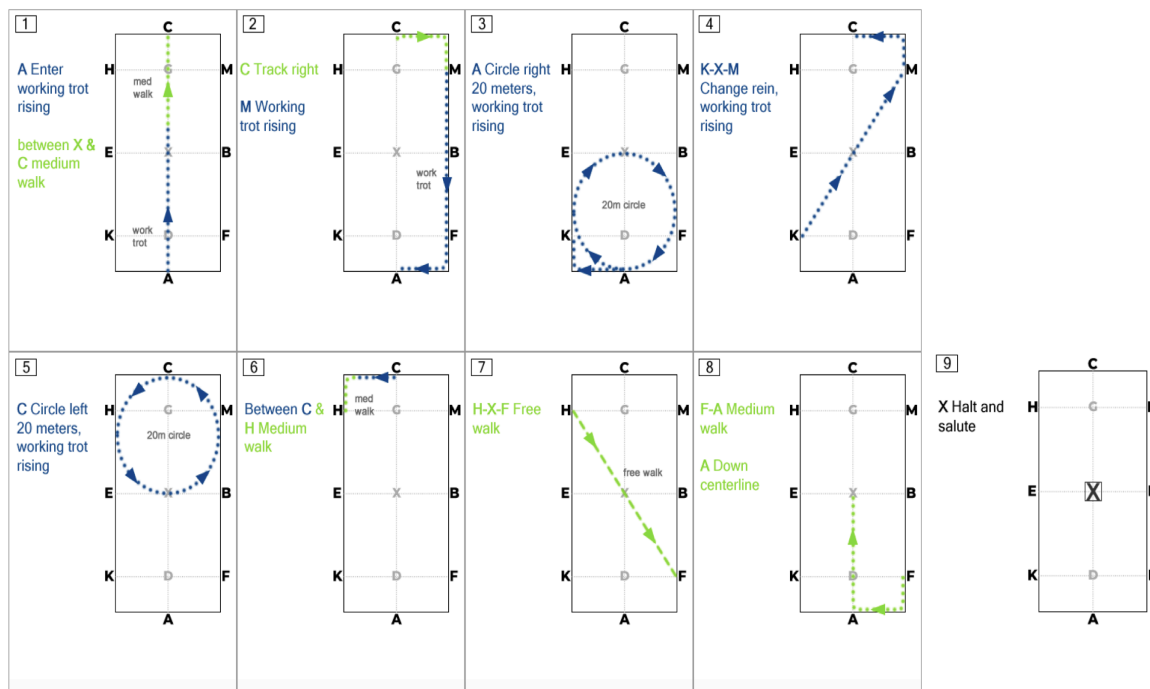 1
A Enter
working trot
rising
between X &
C medium
walk
C
H
G
M
med
walk
E
X
B
work
trot
K
D
F
A
2
C Track right
M Working
trot rising
C
H
G
M
E
X
B
work
trot
K
D
F
A
3
A Circle right
20 meters,
working trot
rising
C
H
G
M
E
X
B
20m circle
K
D
F
A
4
K-X-M
Change rein,
working trot
rising
C
H
G
M
E
X
B
K
D
F
A
5
C Circle left
20 meters,
working trot
rising
C
H
G
M
20m circle
E
X
B
K
D
F
A
6
Between C &
H Medium
walk
C
med
walk
H
G
M
E
X
B
K
D
F
A
7
H-X-F Free
walk
C
H
G
M
free walk
E
X
B
K
D
F
A
8
F-A Medium
walk
A Down
centerline
C
H
G
M
E
X
B
K
D
F
A
9
X Halt and
salute
C
H
G
E
X
K
D
A